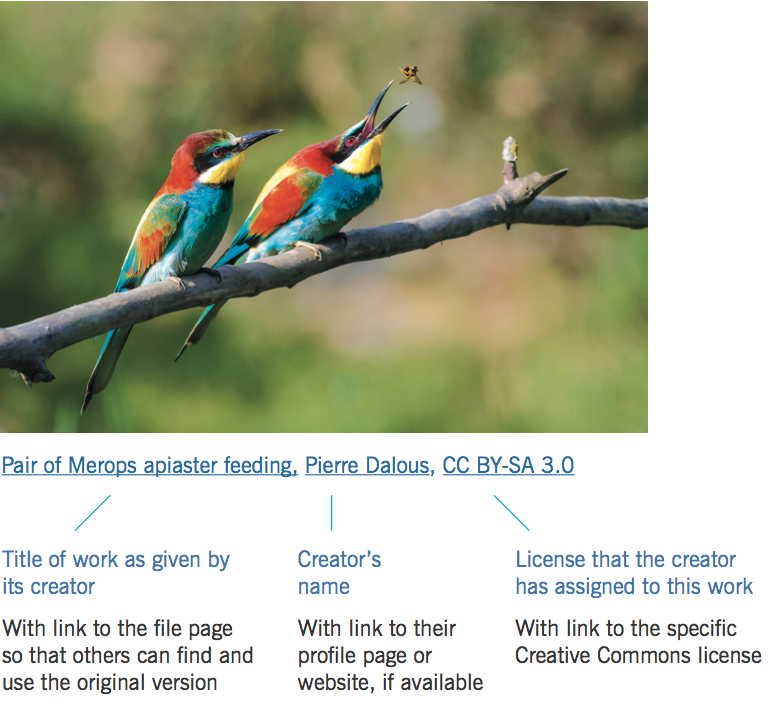 Pair of Merops apiaster feeding, Pierre Dalous, CC BY-SA 3.0
Title of work as given by
its creator
With link to the file page
so that others can find and
use the original version
Creator's
name
With link to their
profile page or
website, if available
License that the creator
has assigned to this work
With link to the specific
Creative Commons license